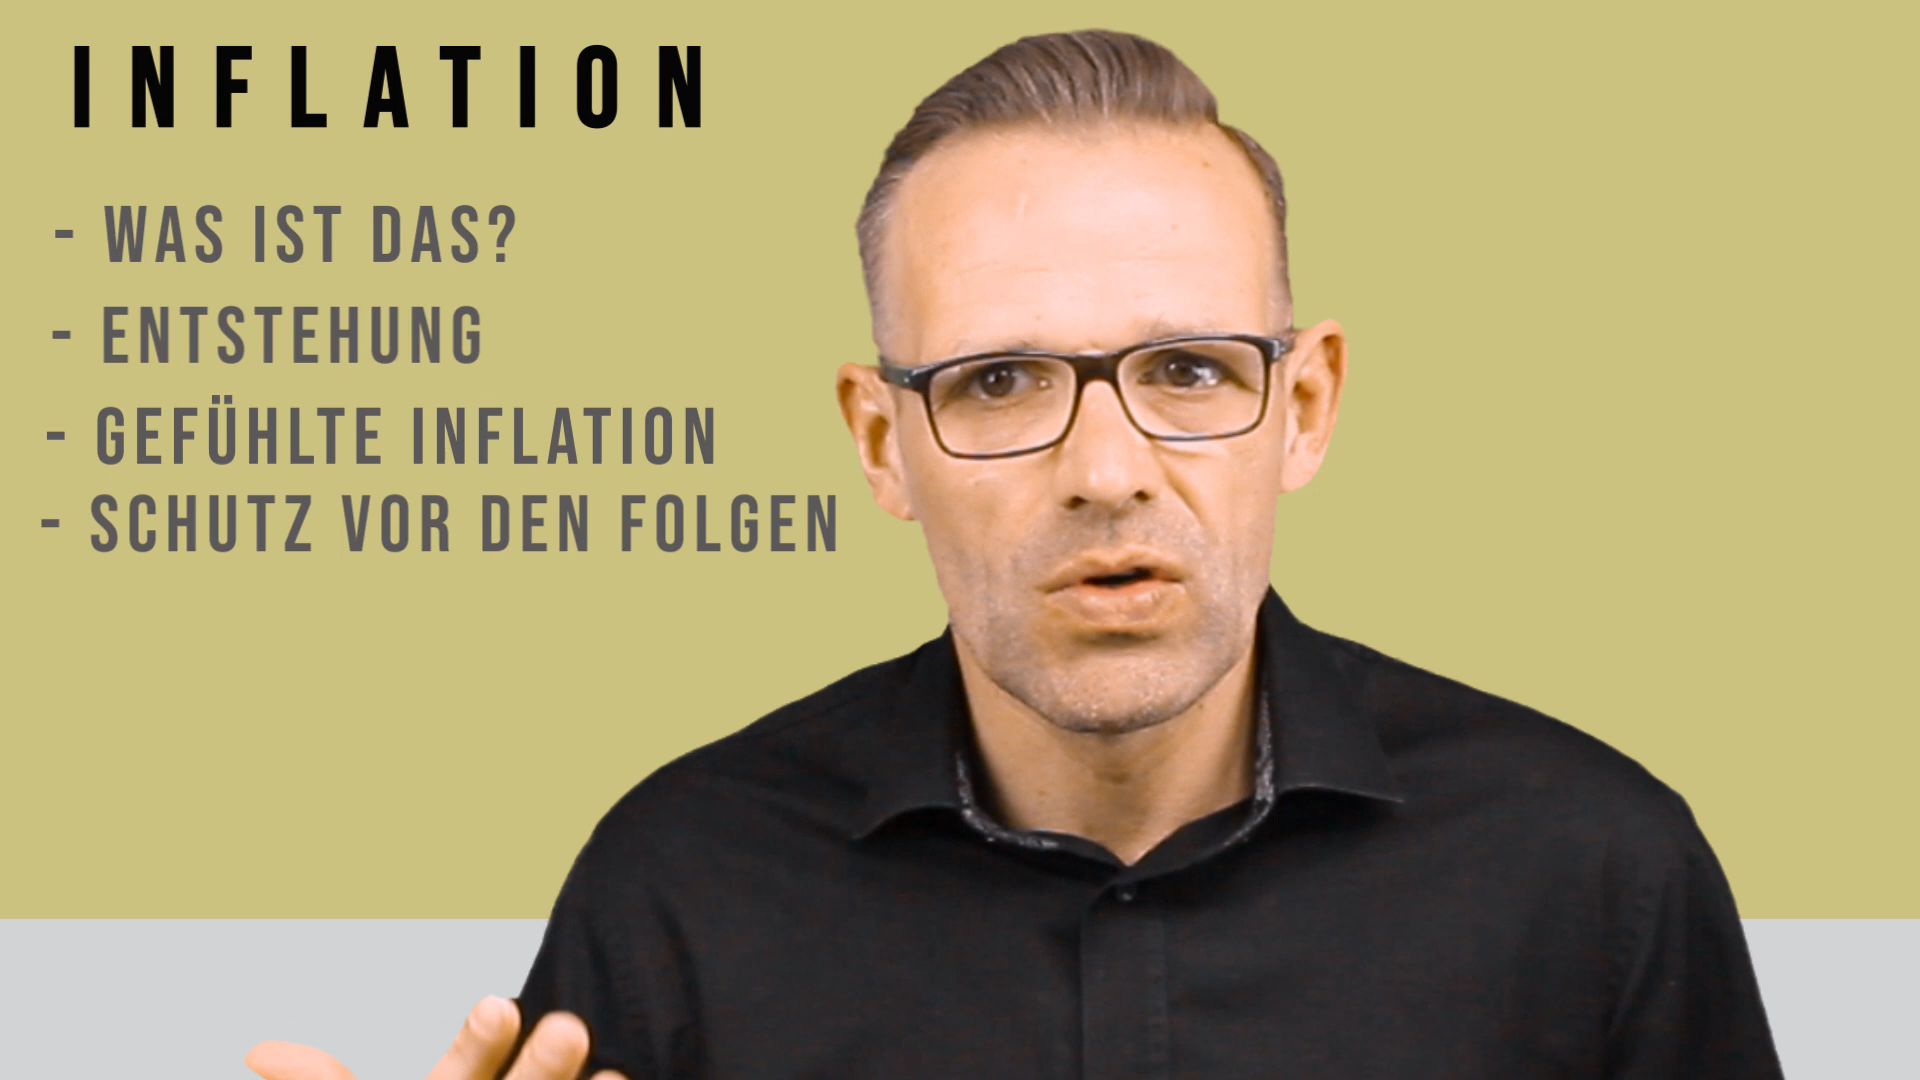 INFLATION
- WAS IST DAS?
- ENTSTEHUNG
- GEFÜHLTE INFLATION
- SCHUTZ VOR DEN FOLGEN